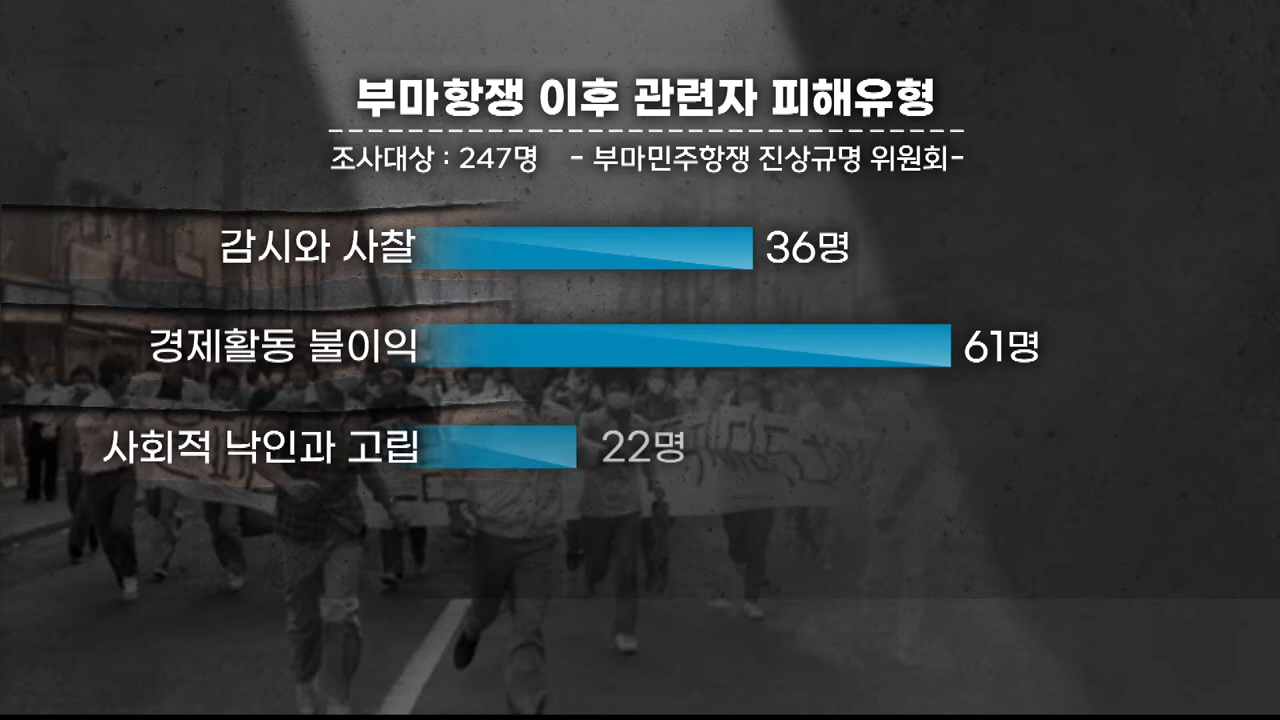 부마항쟁 이후 관련자 피해유형
조사대상 : 247명 - 부마민주항쟁 진상규명 위원회-
감시와 사찰 36명
경제활동 불이익 61명
사회적 낙인과 고립 22명